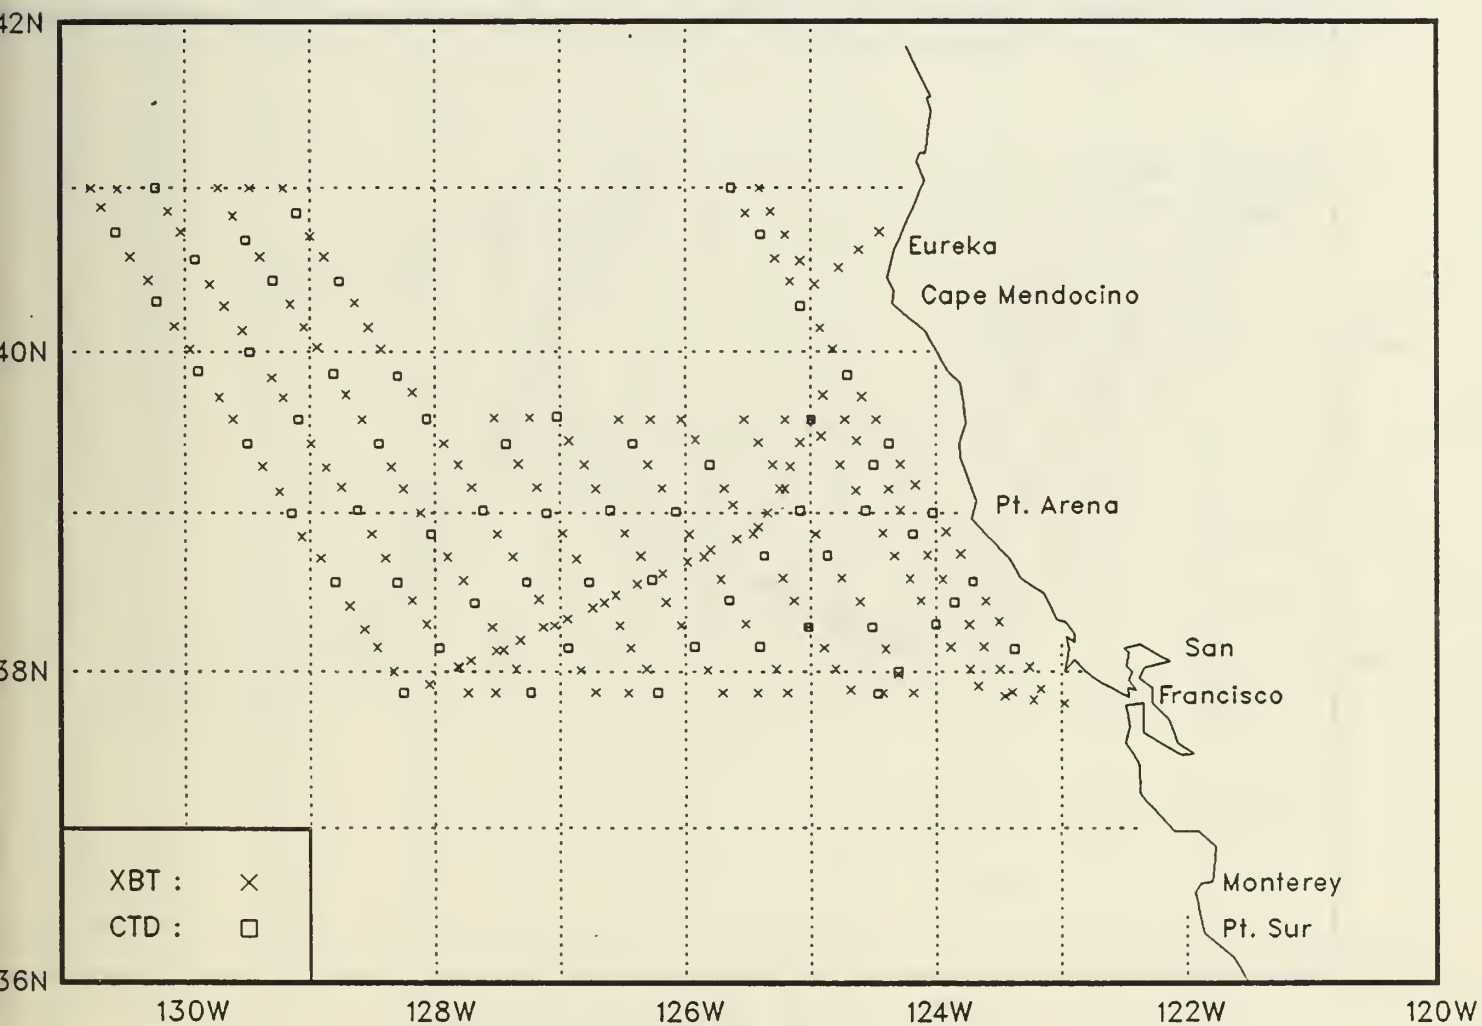 42N
Eureka
Cape Mendocino
40N
Pt. Arena
San
38N
Francisco
XBT :
Monterey
CTD :
Pt. Sur
36N
130W 128W 126W 124W 122W 120W